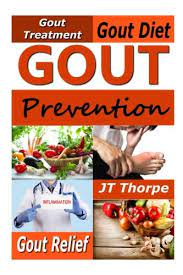 Gout
Treatment
Gout Diet
GOUT
Prevention
INFLAMMATION
JT Thorpe
Gout Relief